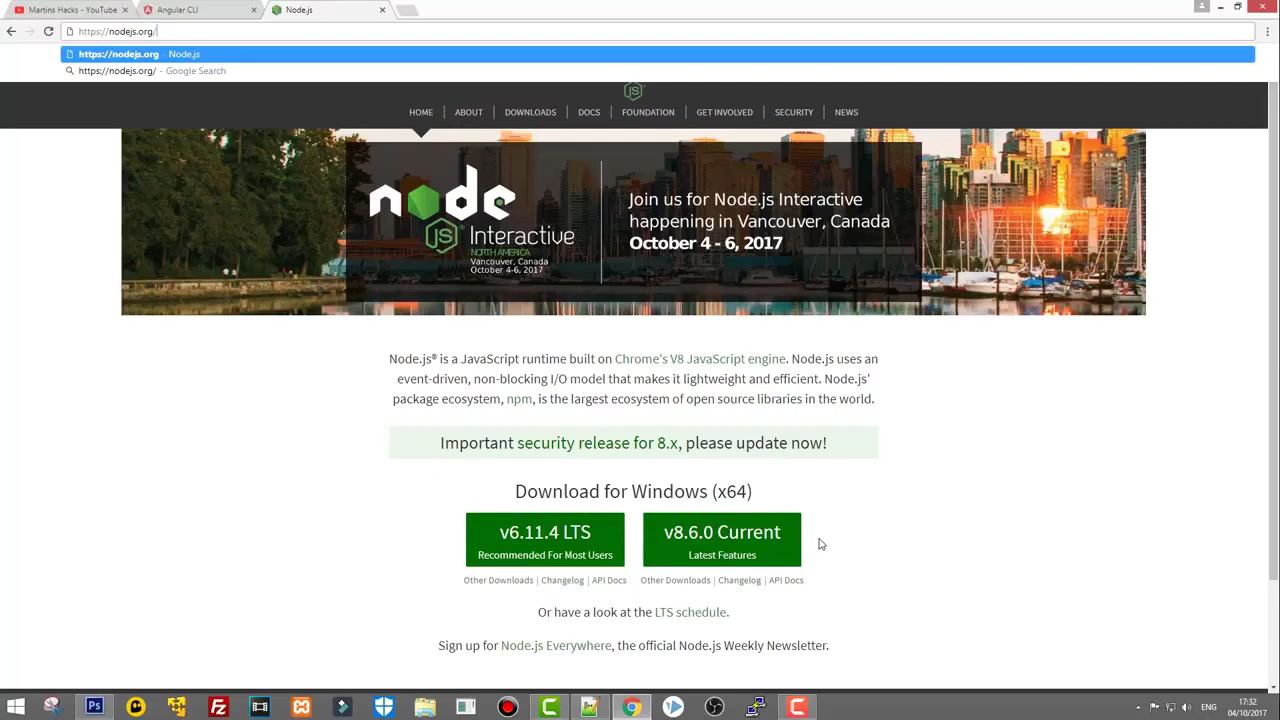 Martins Hacks - YouTube
Angular CLI
Node.js
https://nodejs.org/
https://nodejs.org - Node.js
https://nodejs.org/ - Google Search
JS
HOME
ABOUT
DOWNLOADS
DOCS
FOUNDATION
GET INVOLVED
SECURITY
NEWS
node
JS
Interactive
NORTH AMERICA
Vancouver, Canada
October 4-6, 2017
Join us for Node.js Interactive
happening in Vancouver, Canada
October 4 - 6, 2017
Node.js® is a JavaScript runtime built on Chrome's V8 JavaScript engine. Node.js uses an
event-driven, non-blocking I/O model that makes it lightweight and efficient. Node.js'
package ecosystem, npm, is the largest ecosystem of open source libraries in the world.
Important security release for 8.x, please update now!
Download for Windows (x64)
v6.11.4 LTS
Recommended For Most Users
v8.6.0 Current
Latest Features
Other Downloads | Changelog | API Docs
Other Downloads | Changelog | API Docs
Or have a look at the LTS schedule.
Sign up for Node.js Everywhere, the official Node.js Weekly Newsletter.
Ps
Fz
C
C
17:32
04/10/2017